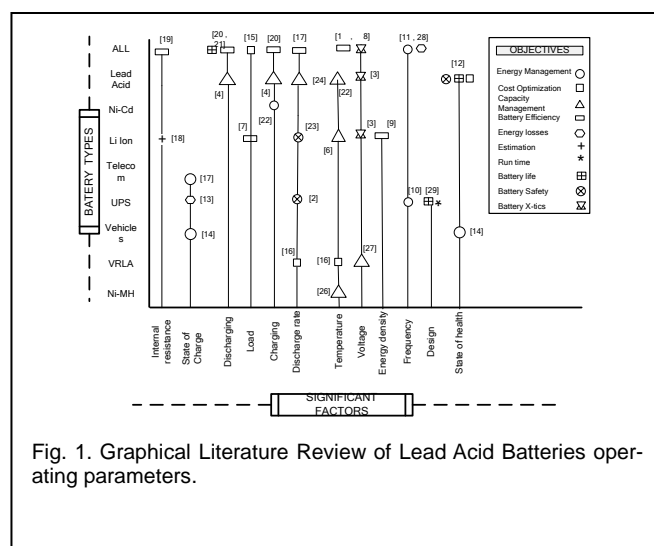 [19]
[20 ,
21]
[15]
[20]
[17]
[1 , 8]
[11, 28]
ALL
[12]
OBJECTIVES
Lead
Acid
[4]
[4]
[24]
[22]
[3]
Energy Management
Cost Optimization
Capacity
Management
Battery Efficiency
Energy losses
Estimation
Run time
Battery life
Battery Safety
Battery X-tics
Ni-Cd
[22]
Li Ion
[18]
[7]
[23]
[6]
[3]
[9]
Teleco
m
[17]
UPS
[13]
[2]
[10]
[29]
Vehicle
s
[14]
[14]
VRLA
[16]
[16]
[27]
Ni-MH
[26]
BATERY TYPES
Internal
resistance
State of
Charge
Discharging
Load
Charging
Discharge rate
Temperature
Voltage
Energy density
Frequency
Design
State of health
SIGNIFICANT
FACTORS
Fig. 1. Graphical Literature Review of Lead Acid Batteries oper-
ating parameters.